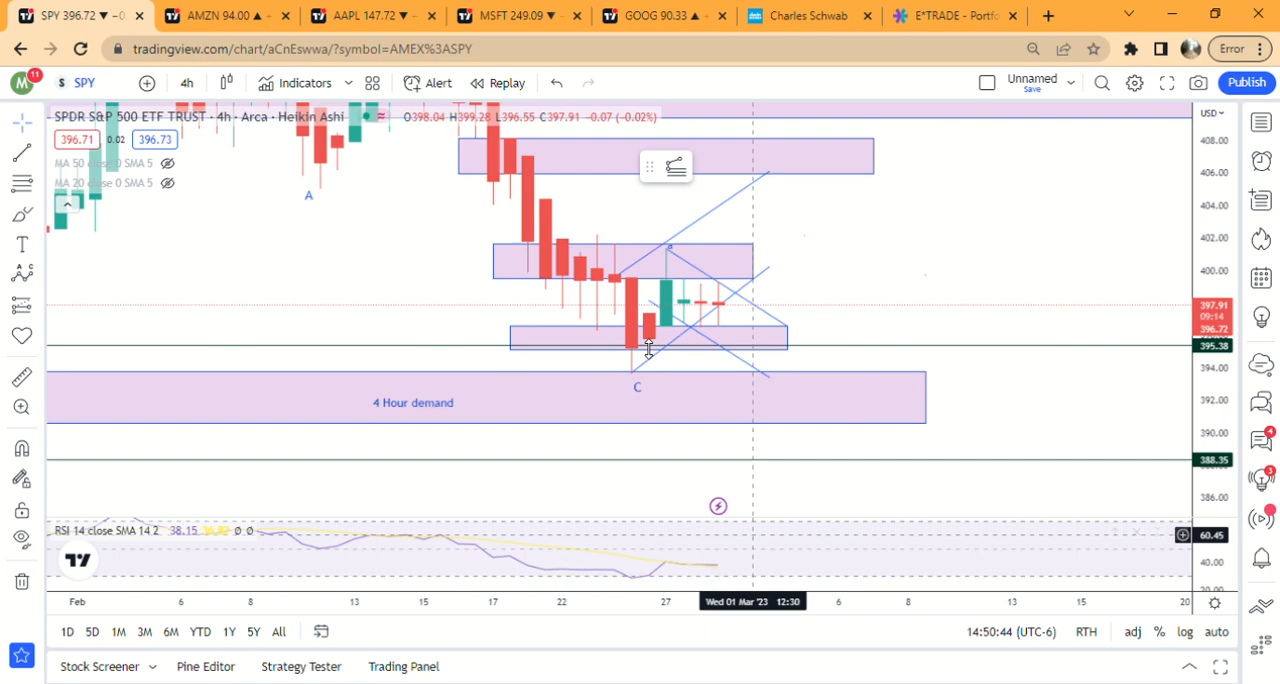 SPY 396.72 ▼ −0
AMZN 94.00 ▲ +
AAPL 147.72 ▼ −
MSFT 249.09 ▼ −
GOOG 90.33 ▲ +
Charles Schwab
E*TRADE - Portfo
tradingview.com/chart/aCnEswwa/?symbol=AMEX%3ASPY
Error
M 11 $ SPY 4h Indicators Alert Replay Unnamed Save Publish
SPDR S&P 500 ETF TRUST · 4h · Arca · Heikin Ashi O398.04 H399.28 L396.55 C397.91 −0.07 (−0.02%)
396.71 0.02 396.73
MA 50 close 0 SMA 5
MA 20 close 0 SMA 5
USD
408.00
406.00
404.00
402.00
400.00
397.91
09:14
396.72
395.38
394.00
392.00
390.00
388.35
386.00
A
a
C
4 Hour demand
RSI 14 close SMA 14 2 38.15
60.45
40.00
Feb 6 8 13 15 17 22 27 Wed 01 Mar '23 12:30 6 8 13 15 20
1D 5D 1M 3M 6M YTD 1Y 5Y All
14:50:44 (UTC-6) RTH adj % log auto
Stock Screener Pine Editor Strategy Tester Trading Panel
4
3